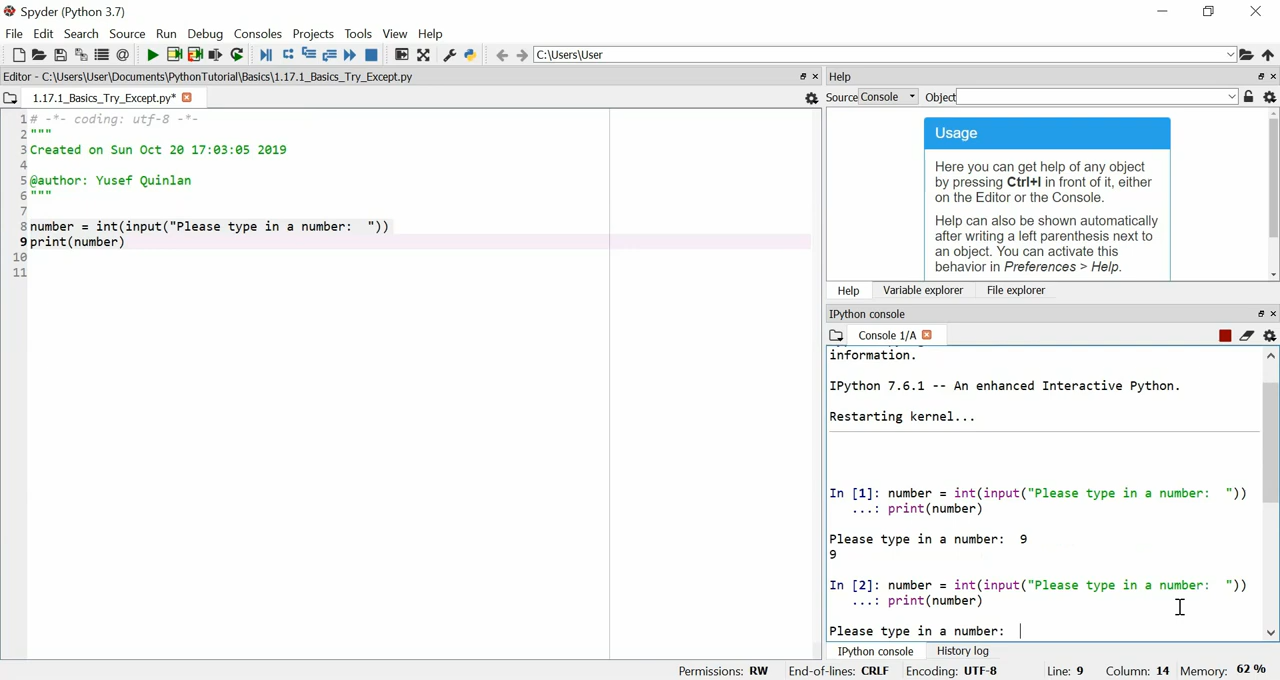 Spyder (Python 3.7)
File Edit Search Source Run Debug Consoles Projects Tools View Help
C:\Users\User
Editor - C:\Users\User\Documents\PythonTutorial\Basics\1.17.1_Basics_Try_Except.py
1.17.1_Basics_Try_Except.py*
1 # -*- coding: utf-8 -*-
2 """
3 Created on Sun Oct 20 17:03:05 2019
4
5 @author: Yusef Quinlan
6 """
7
8 number = int(input("Please type in a number:  "))
9 print(number)
10
11
Help
Source Console Object
Usage
Here you can get help of any object
by pressing Ctrl+I in front of it, either
on the Editor or the Console.
Help can also be shown automatically
after writing a left parenthesis next to
an object. You can activate this
behavior in Preferences > Help.
Help Variable explorer File explorer
IPython console
Console 1/A
information.
IPython 7.6.1 -- An enhanced Interactive Python.
Restarting kernel...
In [1]: number = int(input("Please type in a number:  "))
...: print(number)
Please type in a number:  9
9
In [2]: number = int(input("Please type in a number:  "))
...: print(number)
Please type in a number:
IPython console History log
Permissions: RW End-of-lines: CRLF Encoding: UTF-8 Line: 9 Column: 14 Memory: 62 %